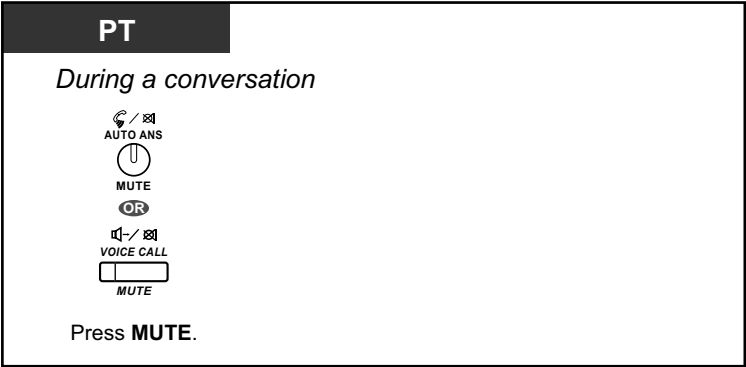 PT
During a conversation
AUTO ANS
MUTE
OR
VOICE CALL
MUTE
Press MUTE.